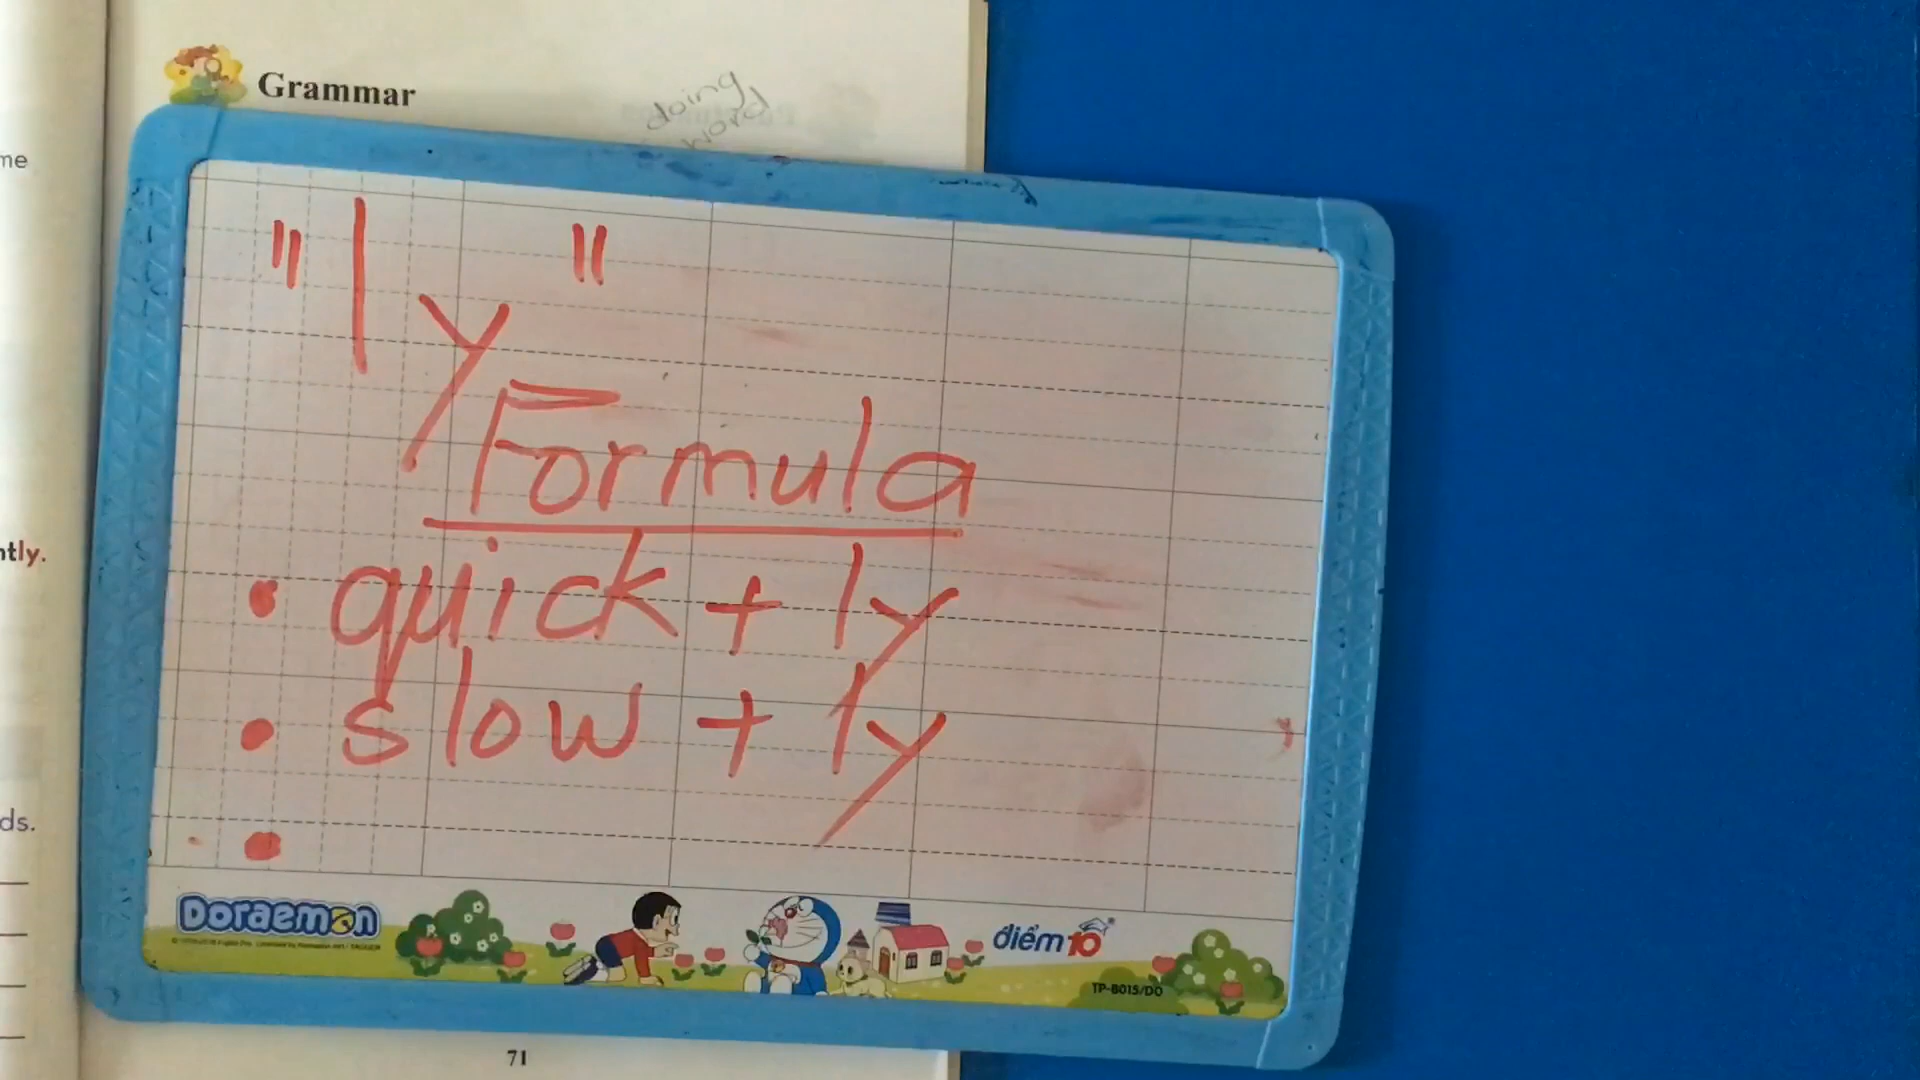 Grammar
doing
word
me
"ly"
Formula
ntly.
• quick + ly
• slow + ly
ds.
•
Doraemon
điểm 10
TP-B015/DO
71